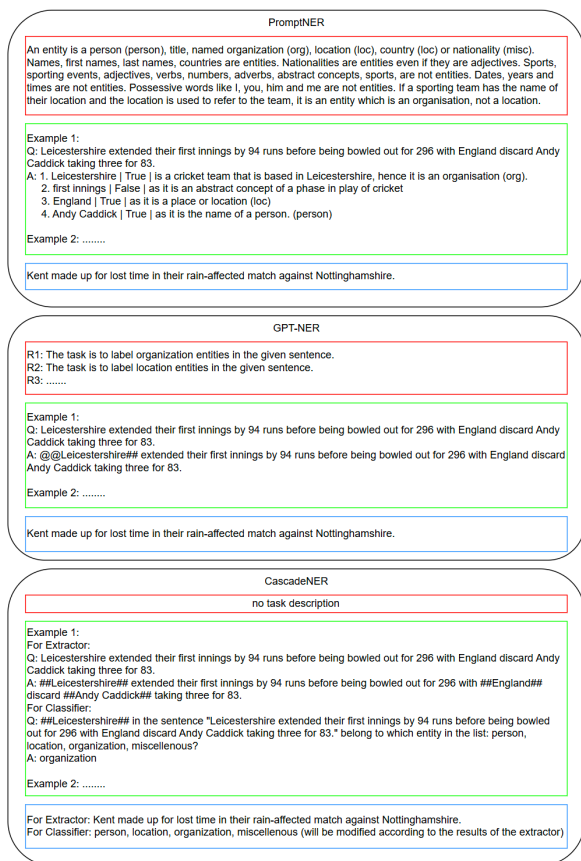 PromptNER
An entity is a person (person), title, named organization (org), location (loc), country (loc) or nationality (misc).
Names, first names, last names, countries are entities. Nationalities are entities even if they are adjectives. Sports,
sporting events, adjectives, verbs, numbers, adverbs, abstract concepts, sports, are not entities. Dates, years and
times are not entities. Possessive words like I, you, him and me are not entities. If a sporting team has the name of
their location and the location is used to refer to the team, it is an entity which is an organisation, not a location.
Example 1:
Q: Leicestershire extended their first innings by 94 runs before being bowled out for 296 with England discard Andy
Caddick taking three for 83.
A: 1. Leicestershire | True | is a cricket team that is based in Leicestershire, hence it is an organisation (org).
2. first innings | False | as it is an abstract concept of a phase in play of cricket
3. England | True | as it is a place or location (loc)
4. Andy Caddick | True | as it is the name of a person. (person)
Example 2: ........
Kent made up for lost time in their rain-affected match against Nottinghamshire.
GPT-NER
R1: The task is to label organization entities in the given sentence.
R2: The task is to label location entities in the given sentence.
R3: .......
Example 1:
Q: Leicestershire extended their first innings by 94 runs before being bowled out for 296 with England discard Andy
Caddick taking three for 83.
A: @@Leicestershire## extended their first innings by 94 runs before being bowled out for 296 with England discard
Andy Caddick taking three for 83.
Example 2: ........
Kent made up for lost time in their rain-affected match against Nottinghamshire.
CascadeNER
no task description
Example 1:
For Extractor:
Q: Leicestershire extended their first innings by 94 runs before being bowled out for 296 with England discard Andy
Caddick taking three for 83.
A: ##Leicestershire## extended their first innings by 94 runs before being bowled out for 296 with ##England##
discard ##Andy Caddick## taking three for 83.
For Classifier:
Q: ##Leicestershire## in the sentence "Leicestershire extended their first innings by 94 runs before being bowled
out for 296 with England discard Andy Caddick taking three for 83." belong to which entity in the list: person,
location, organization, miscellenous?
A: organization
Example 2: ........
For Extractor: Kent made up for lost time in their rain-affected match against Nottinghamshire.
For Classifier: person, location, organization, miscellenous (will be modified according to the results of the extractor)